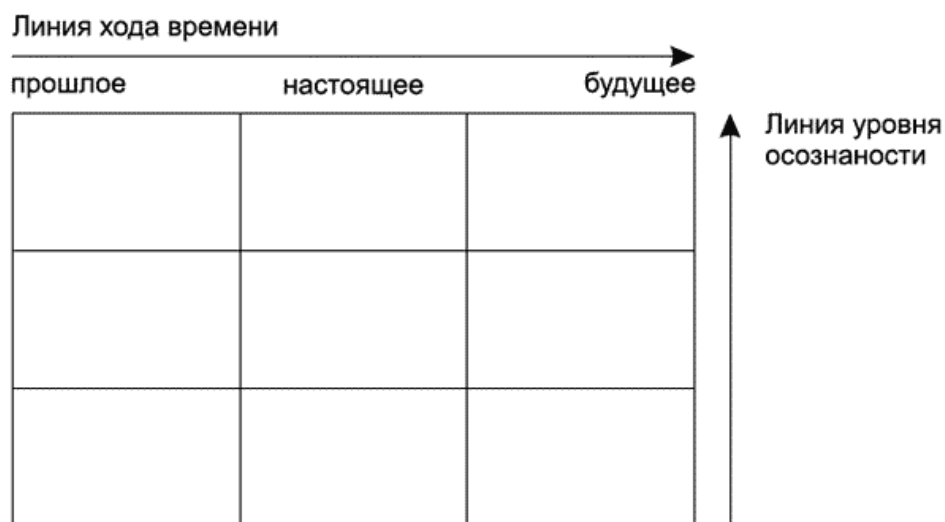 Линия хода времени
прошлое настоящее будущее
Линия уровня
осознаности